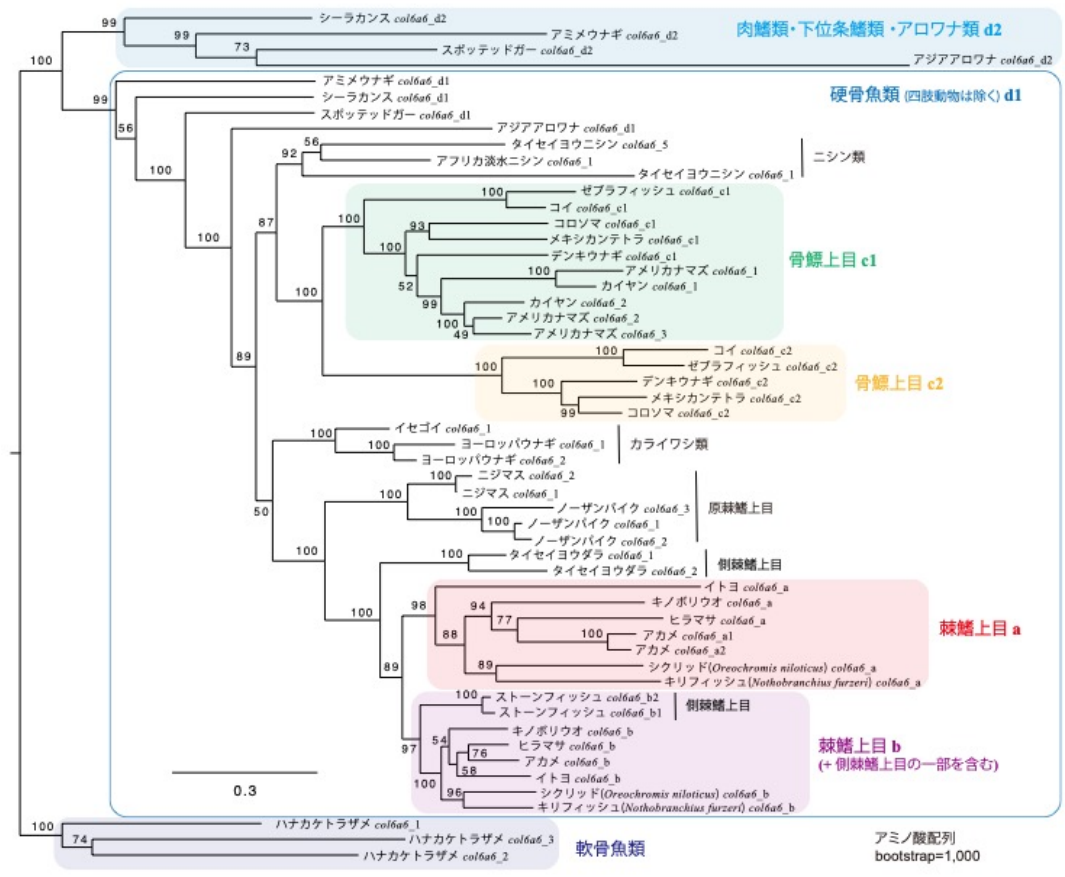 99
シーラカンス col6a6_d2
99
アミメウナギ col6a6_d2
肉鰭類・下位条鰭類・アロワナ類 d2
73
スポッテドガー col6a6_d2
アジアアロワナ col6a6_d2
100
99
アミメウナギ col6a6_d1
硬骨魚類 (四肢動物は除く) d1
シーラカンス col6a6_d1
56
スポッテッドガー col6a6_d1
アジアアロワナ col6a6_d1
100
56
タイセイヨウニシン col6a6_5
92
アフリカ淡水ニシン col6a6_1
ニシン類
タイセイヨウニシン col6a6_1
100
ゼブラフィッシュ col6a6_c1
コイ col6a6_c1
87
100
93
コロソマ col6a6_c1
メキシカンテトラ col6a6_c1
100
100
デンキウナギ col6a6_c1
骨鰾上目 c1
100
アメリカナマズ col6a6_1
52
カイヤン col6a6_1
100
99
カイヤン col6a6_2
100
アメリカナマズ col6a6_2
49
アメリカナマズ col6a6_3
89
100
コイ col6a6_c2
100
ゼブラフィッシュ col6a6_c2
100
デンキウナギ col6a6_c2
骨鰾上目 c2
メキシカンテトラ col6a6_c2
99
コロソマ col6a6_c2
100
イセゴイ col6a6_1
100
ヨーロッパウナギ col6a6_1
カライワシ類
ヨーロッパウナギ col6a6_2
100
ニジマス col6a6_2
100
ニジマス col6a6_1
50
100
ノーザンパイク col6a6_3
原棘鰭上目
100
ノーザンパイク col6a6_1
ノーザンパイク col6a6_2
100
100
タイセイヨウダラ col6a6_1
側棘鰭上目
タイセイヨウダラ col6a6_2
イトヨ col6a6_a
100
98
94
キノボリウオ col6a6_a
77
ヒラマサ col6a6_a
棘鰭上目 a
88
100
アカメ col6a6_a1
アカメ col6a6_a2
89
89
シクリッド(Oreochromis niloticus) col6a6_a
キリフィッシュ(Nothobranchius furzeri) col6a6_a
100
ストーンフィッシュ col6a6_b2
側棘鰭上目
ストーンフィッシュ col6a6_b1
97
54
キノボリウオ col6a6_b
棘鰭上目 b
76
ヒラマサ col6a6_b
アカメ col6a6_b
(+ 側棘鰭上目の一部を含む)
58
イトヨ col6a6_b
100
96
シクリッド(Oreochromis niloticus) col6a6_b
キリフィッシュ(Nothobranchius furzeri) col6a6_b
0.3
100
ハナカケトラザメ col6a6_1
74
ハナカケトラザメ col6a6_3
軟骨魚類
ハナカケトラザメ col6a6_2
アミノ酸配列
bootstrap=1,000